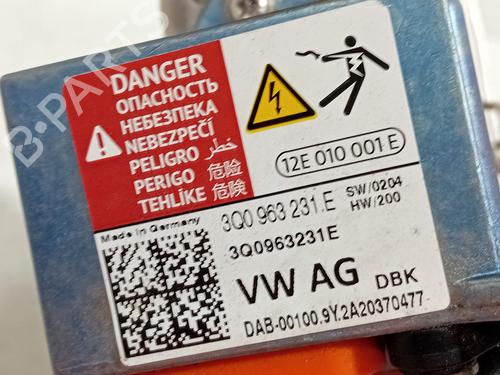 B-PARTS
DANGER
ОПАСНОСТЬ
НЕБЕЗПЕКА
NEBEZPEČÍ
PELIGRO خطر
PERIGO 危险
TEHLİKE 危険
12E 010 001 E
Made in Germany
3Q0 963 231.E SW/0204
HW/200
3Q0963231E
VW AG DBK
DAB-00100.9Y.2A20370477